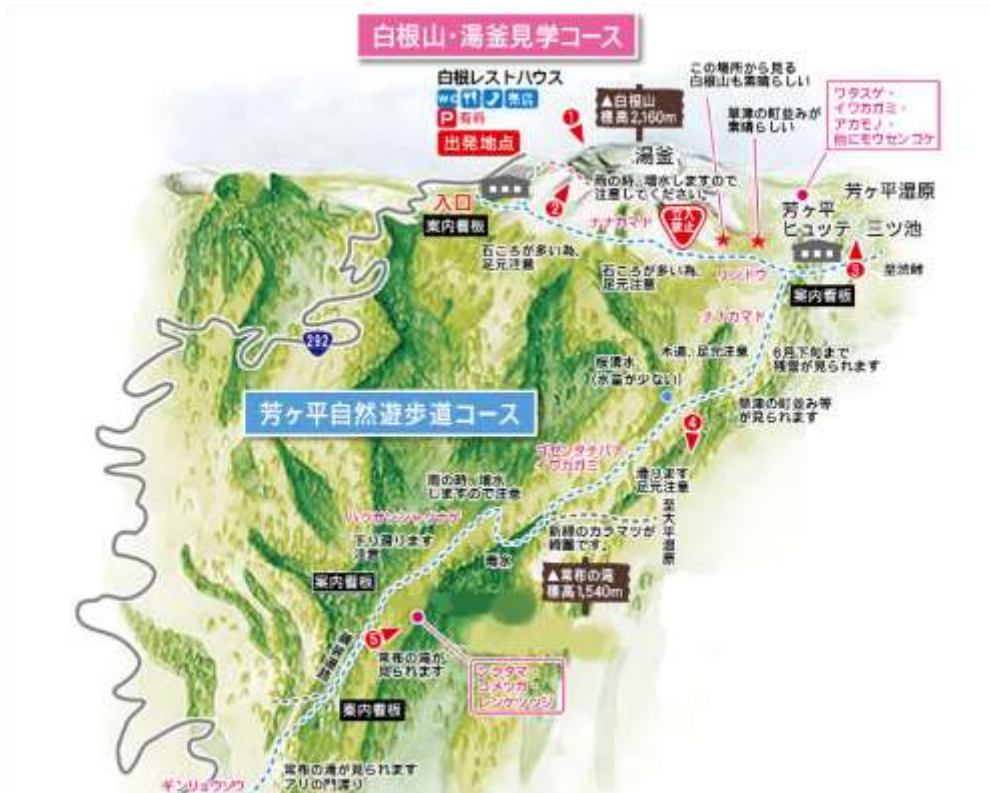 白根山・湯釜見学コース
白根レストハウス
WC
売店
P 有料
出発地点
1
▲白根山
標高2,160m
湯釜
この場所から見る
白根山も素晴らしい
草津の町並みが
素晴らしい
ワタスゲ・
イワカガミ・
アカモノ・
他にモウセンゴケ
入口
案内看板
2
雨の時、増水しますので
注意してください。
ナナカマド
立入
禁止
芳ヶ平湿原
芳ヶ平
ヒュッテ
三ツ池
3
至渋峠
石ころが多い為、
足元注意
石ころが多い為、
足元注意
リンドウ
案内看板
ナナカマド
292
木道、足元注意
6月下旬まで
残雪が見られます
(水量が少ない)
草津の町並み等
が見られます
芳ヶ平自然遊歩道コース
4
ゴゼンタチバナ
イワカガミ
滑ります
足元注意
雨の時、増水
しますので注意
ハクサンシャクナゲ
下り滑ります
注意
新緑のカラマツが
綺麗です。
至大平湿原
案内看板
▲常布の滝
標高1,540m
5
常布の滝が
見られます
コメツガ・
レンゲツツジ
案内看板
常布の滝が見られます
アリの門渡り
ギンリョウソウ